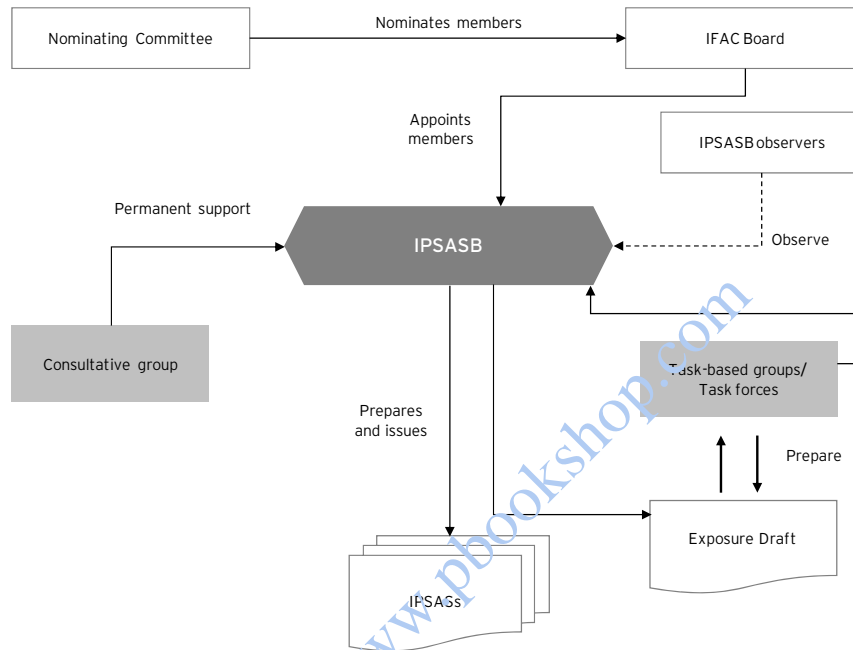 Nominates members
Nominating Committee
IFAC Board
Appoints
members
IPSASB observers
Permanent support
IPSASB
Observe
Consultative group
Task-based groups/
Task forces
Prepares
and issues
Prepare
Exposure Draft
IPSASs
www.pbookshop.com